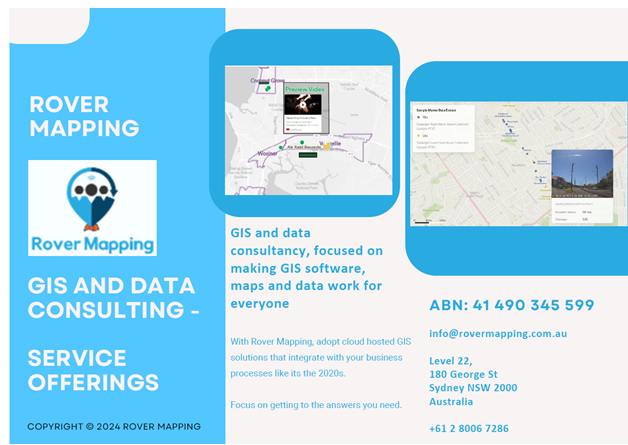 ROVER
MAPPING
Rover Mapping
GIS AND DATA
CONSULTING -
SERVICE
OFFERINGS
COPYRIGHT © 2024 ROVER MAPPING
Coconut Grove
Preview Video
GIS and data
consultancy, focused on
making GIS software,
maps and data work for
everyone
With Rover Mapping, adopt cloud hosted GIS
solutions that integrate with your business
processes like its the 2020s.
Focus on getting to the answers you need.
ABN: 41 490 345 599
info@rovermapping.com.au
Level 22,
180 George St
Sydney NSW 2000
Australia
+61 2 8006 7286